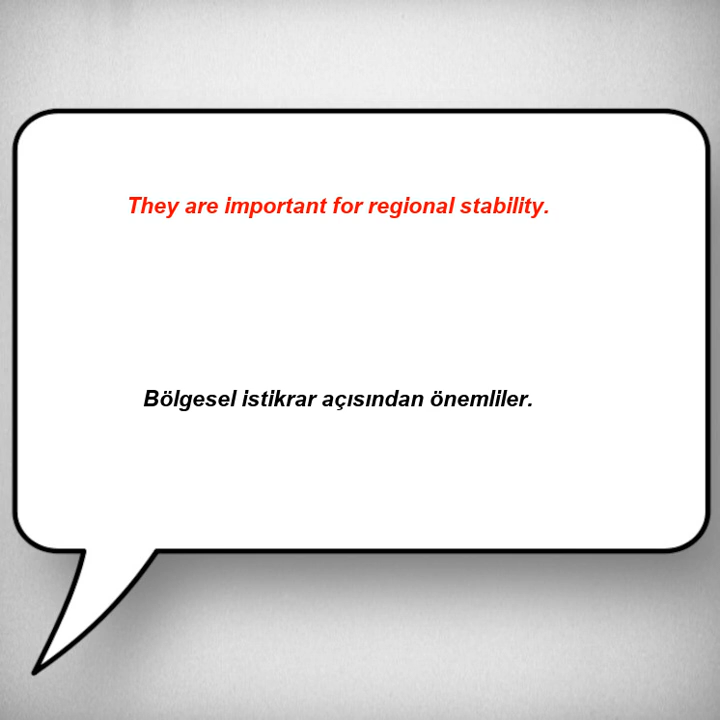 They are important for regional stability.
Bölgesel istikrar açısından önemliler.